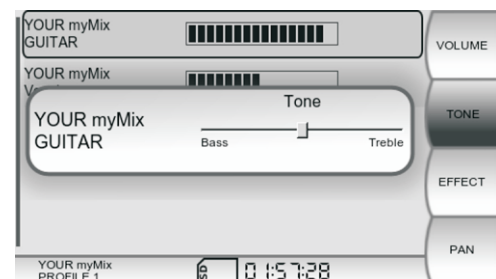 YOUR myMix
GUITAR
VOLUME
YOUR myMix
Tone
YOUR myMix
GUITAR
Bass
Treble
TONE
EFFECT
PAN
YOUR myMix
PROFILE 1
SD
01:57:28